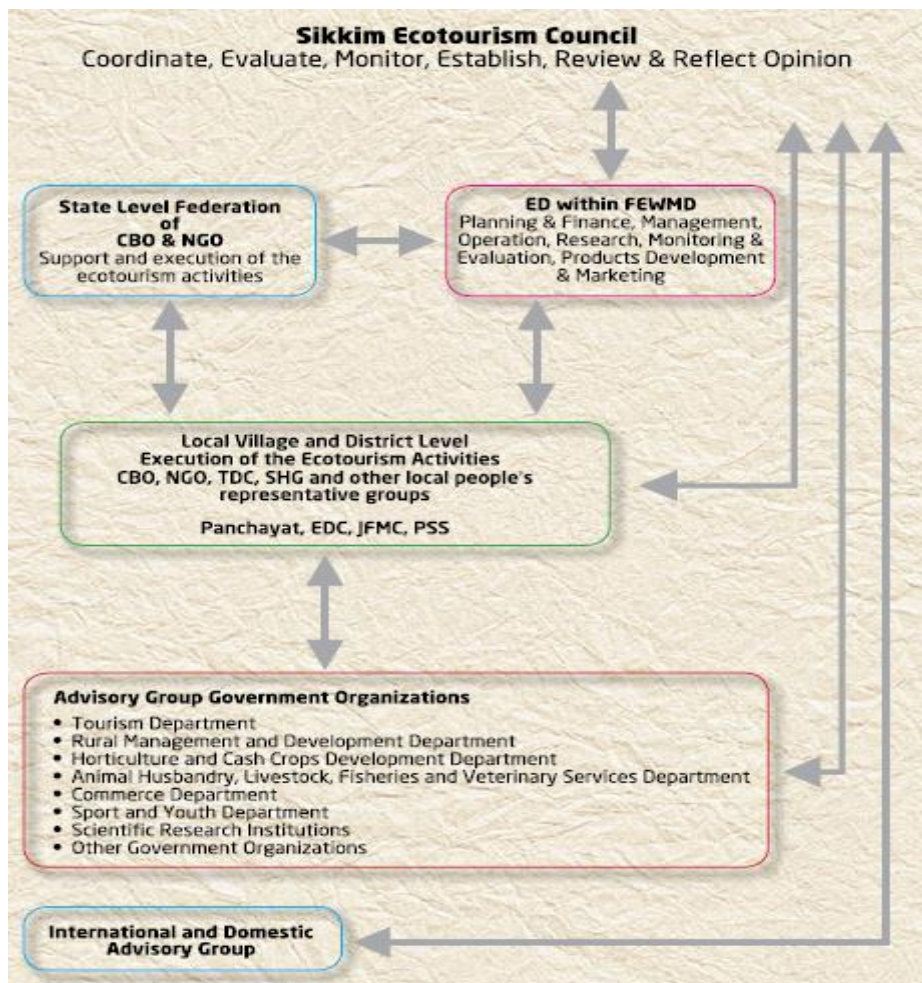 Sikkim Ecotourism Council
Coordinate, Evaluate, Monitor, Establish, Review & Reflect Opinion
State Level Federation
of
CBO & NGO
Support and execution of the
ecotourism activities
ED within FEWMD
Planning & Finance, Management,
Operation, Research, Monitoring &
Evaluation, Products Development
& Marketing
Local Village and District Level
Execution of the Ecotourism Activities
CBO, NGO, TDC, SHG and other local people's
representative groups
Panchayat, EDC, JFMC, PSS
Advisory Group Government Organizations
• Tourism Department
• Rural Management and Development Department
• Horticulture and Cash Crops Development Department
• Animal Husbandry, Livestock, Fisheries and Veterinary Services Department
• Commerce Department
• Sport and Youth Department
• Scientific Research Institutions
• Other Government Organizations
International and Domestic
Advisory Group